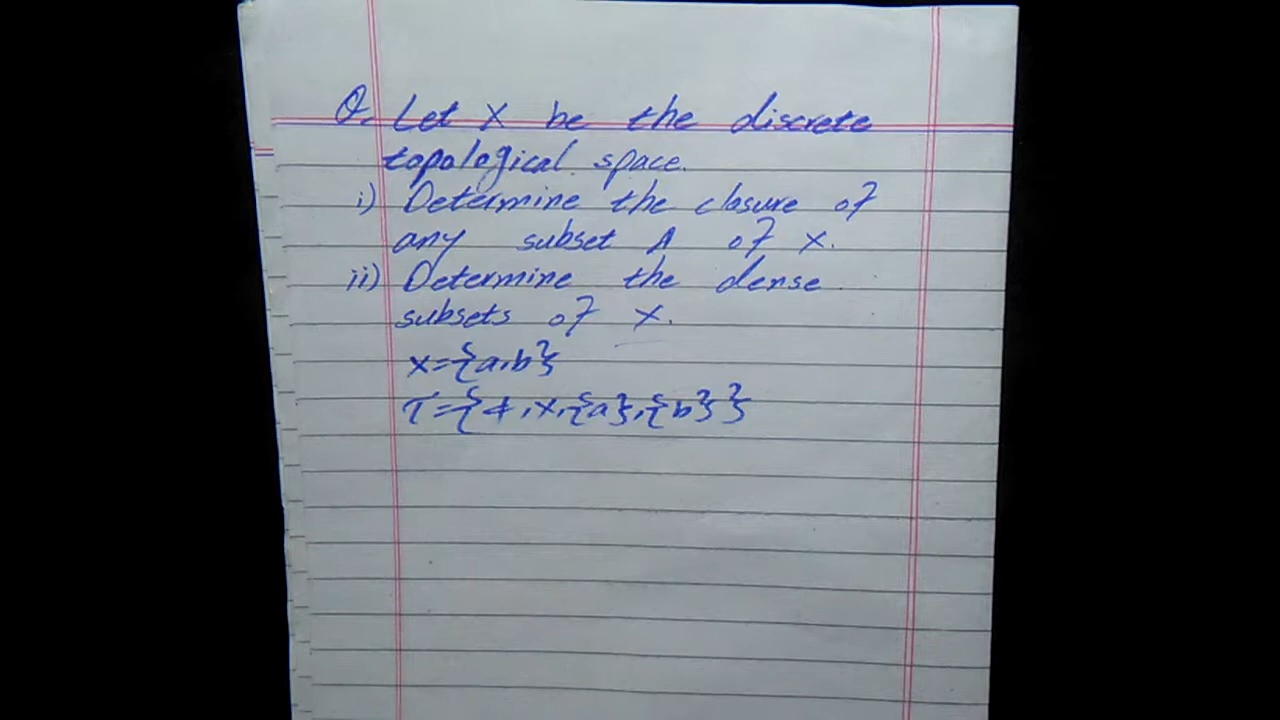 Q. Let X be the discrete
topological space.
i) Determine the closure of
any subset A of X.
ii) Determine the dense
subsets of X.
X={a,b}
τ={ϕ,X,{a},{b}}